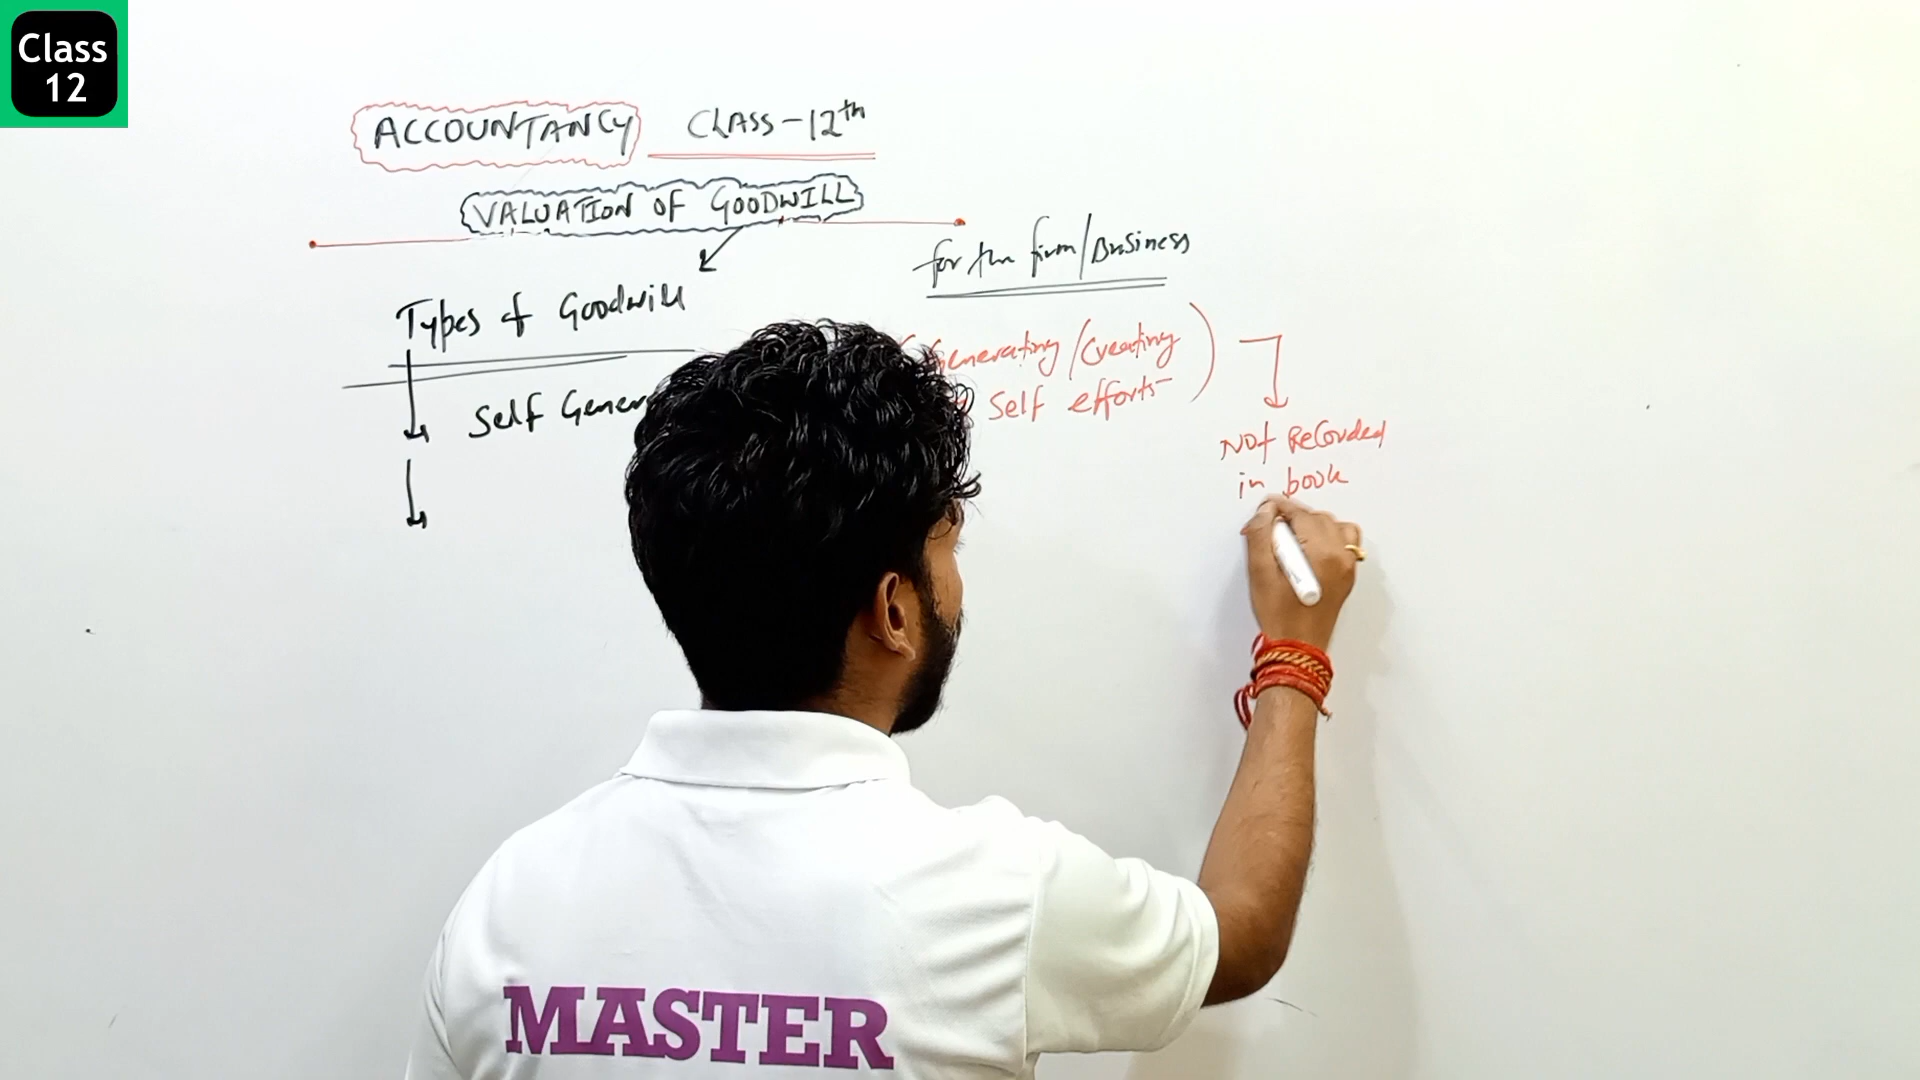 Class
12
ACCOUNTANCY CLASS-12th
VALUATION OF GOODWILL
for the firm/Business
Types of Goodwill
Generating/Creating
Self efforts
Self Gener
Not Recorded
in book
MASTER